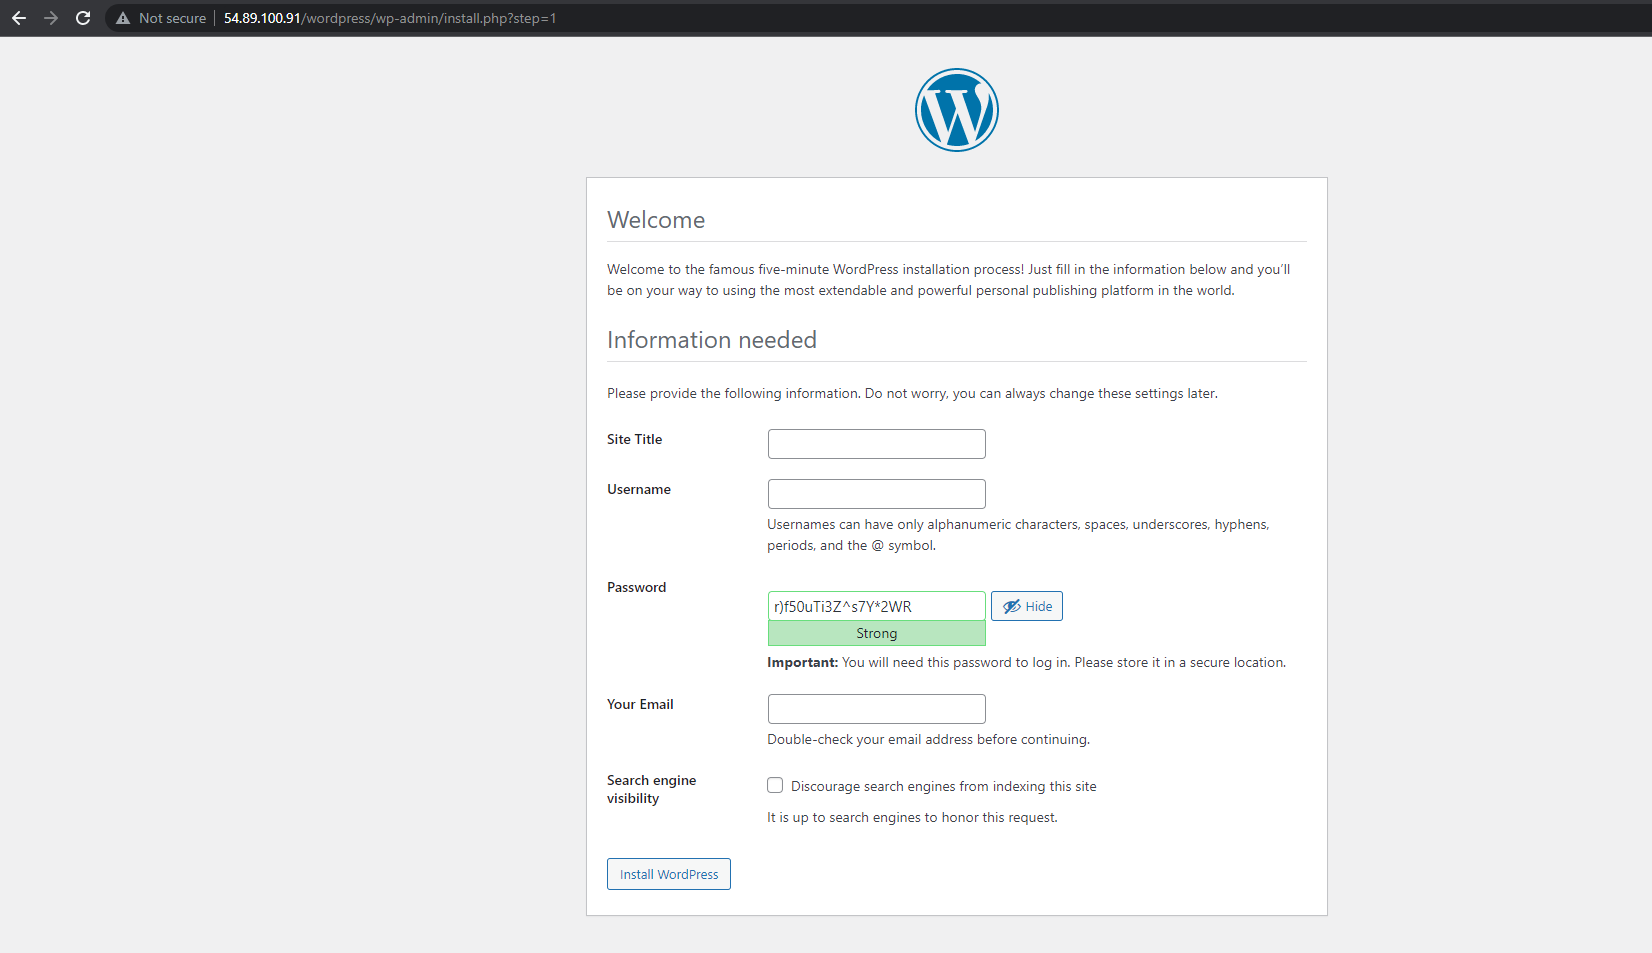 Not secure | 54.89.100.91/wordpress/wp-admin/install.php?step=1
W
Welcome
Welcome to the famous five-minute WordPress installation process! Just fill in the information below and you’ll
be on your way to using the most extendable and powerful personal publishing platform in the world.
Information needed
Please provide the following information. Do not worry, you can always change these settings later.
Site Title
Username
Usernames can have only alphanumeric characters, spaces, underscores, hyphens,
periods, and the @ symbol.
Password
r)f50uTi3Z^s7Y*2WR
Hide
Strong
Important: You will need this password to log in. Please store it in a secure location.
Your Email
Double-check your email address before continuing.
Search engine
visibility
Discourage search engines from indexing this site
It is up to search engines to honor this request.
Install WordPress